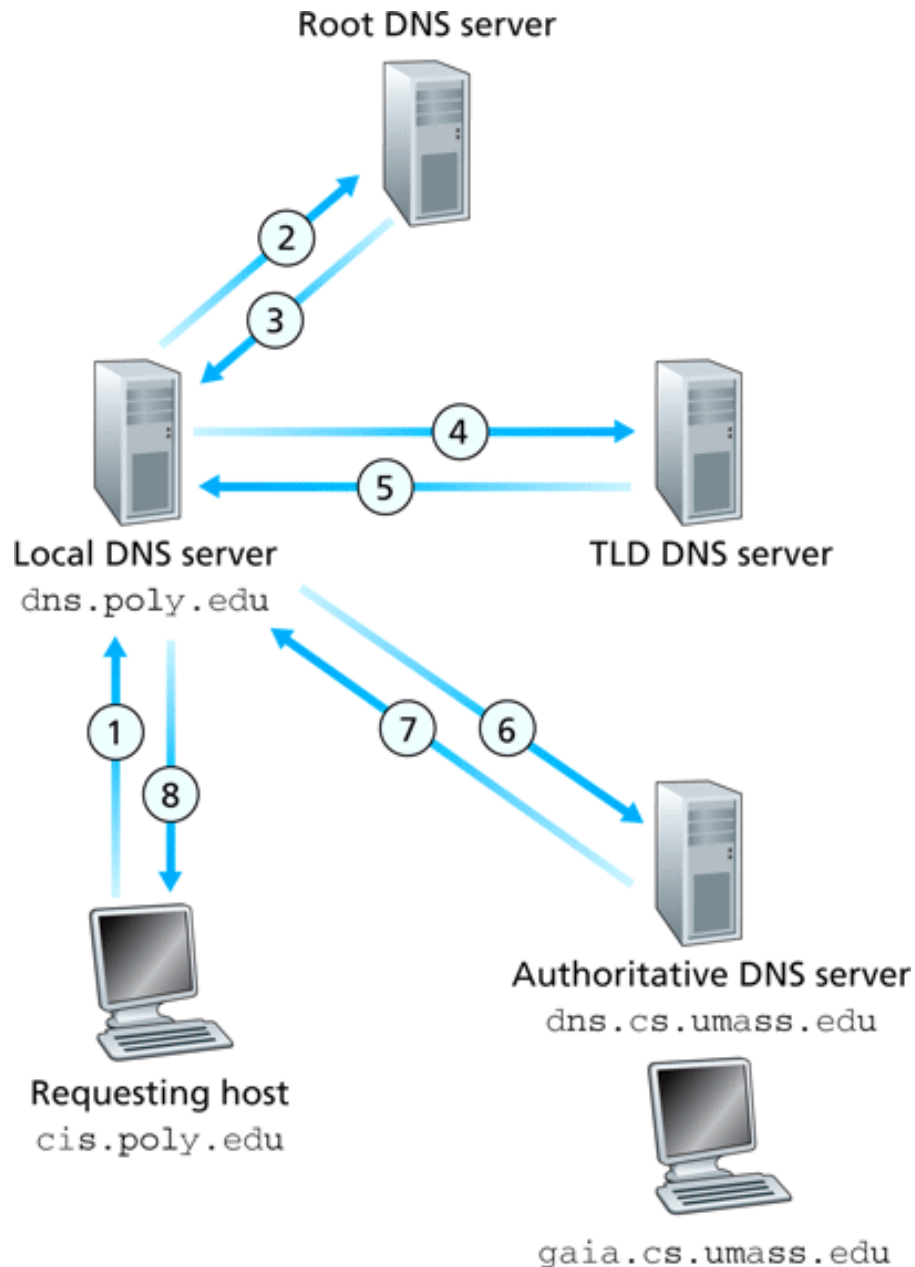 Root DNS server
2
3
4
5
Local DNS server
dns.poly.edu
TLD DNS server
1
8
7
6
Authoritative DNS server
dns.cs.umass.edu
Requesting host
cis.poly.edu
gaia.cs.umass.edu